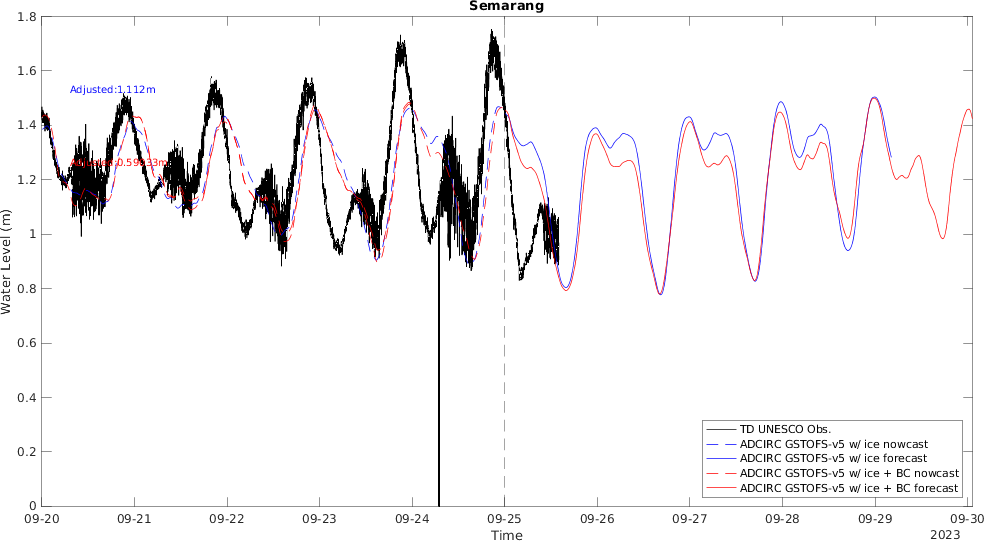 Semarang
1.8
1.6
1.4
1.2
1
0.8
0.6
0.4
0.2
0
Water Level (m)
Adjusted:1.112m
TD UNESCO Obs.
ADCIRC GSTOFS-v5 w/ ice nowcast
ADCIRC GSTOFS-v5 w/ ice forecast
ADCIRC GSTOFS-v5 w/ ice + BC nowcast
ADCIRC GSTOFS-v5 w/ ice + BC forecast
09-20 09-21 09-22 09-23 09-24 09-25 09-26 09-27 09-28 09-29 09-30
Time
2023